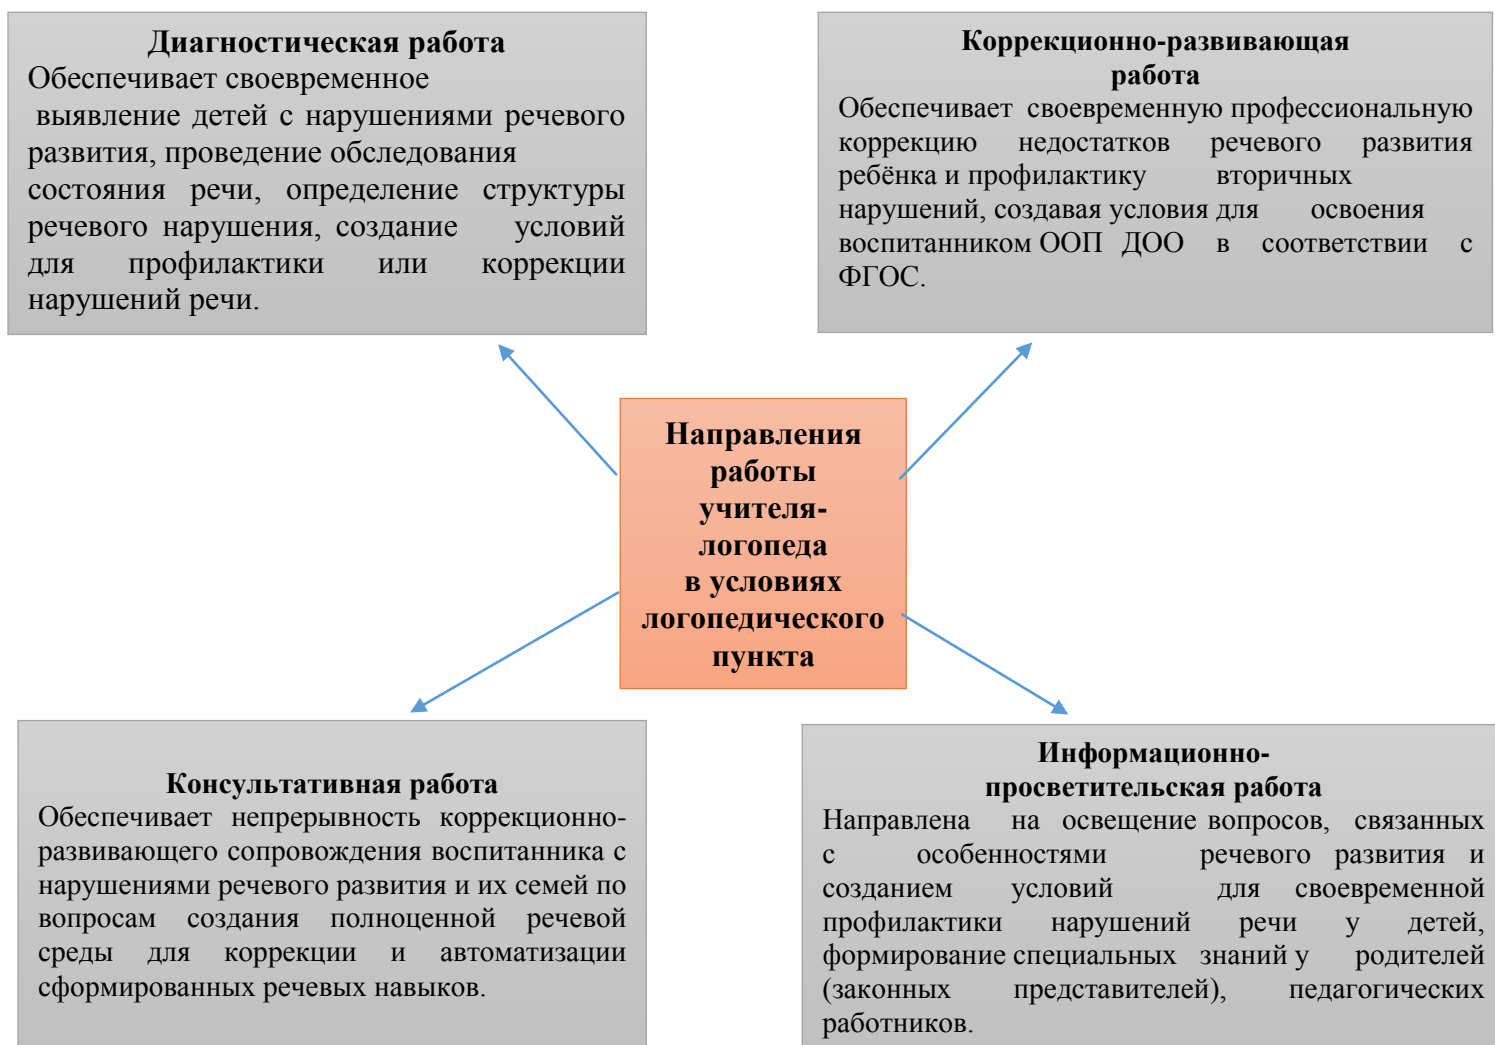 Диагностическая работа
Обеспечивает своевременное
выявление детей с нарушениями речевого
развития, проведение обследования
состояния речи, определение структуры
речевого нарушения, создание условий
для профилактики или коррекции
нарушений речи.
Коррекционно-развивающая
работа
Обеспечивает своевременную профессиональную
коррекцию недостатков речевого развития
ребёнка и профилактику вторичных
нарушений, создавая условия для освоения
воспитанником ООП ДОО в соответствии с
ФГОС.
Направления
работы
учителя-
логопеда
в условиях
логопедического
пункта
Консультативная работа
Обеспечивает непрерывность коррекционно-
развивающего сопровождения воспитанника с
нарушениями речевого развития и их семей по
вопросам создания полноценной речевой
среды для коррекции и автоматизации
сформированных речевых навыков.
Информационно-
просветительская работа
Направлена на освещение вопросов, связанных
с особенностями речевого развития и
созданием условий для своевременной
профилактики нарушений речи у детей,
формирование специальных знаний у родителей
(законных представителей), педагогических
работников.